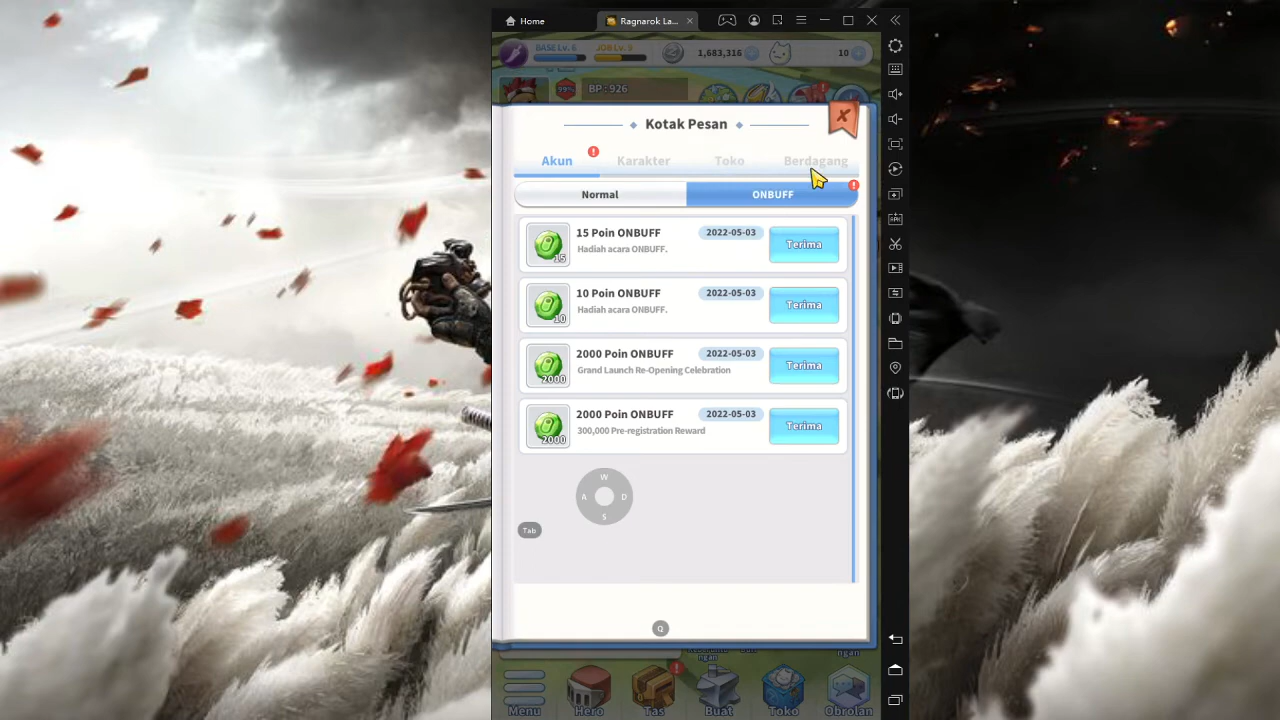 Home
Ragnarok La...
BASE Lv. 6
JOB Lv. 9
1,683,316
10
99%
BP : 926
Kotak Pesan
Akun
Karakter
Toko
Berdagang
Normal
ONBUFF
15 Poin ONBUFF
2022-05-03
Hadiah acara ONBUFF.
15
Terima
10 Poin ONBUFF
2022-05-03
Hadiah acara ONBUFF.
10
Terima
2000 Poin ONBUFF
2022-05-03
Grand Launch Re-Opening Celebration
2000
Terima
2000 Poin ONBUFF
2022-05-03
300,000 Pre-registration Reward
2000
Terima
W
A
D
S
Tab
Q
ngan
ngan
Menu
Hero
Tas
Buat
Toko
Obrolan